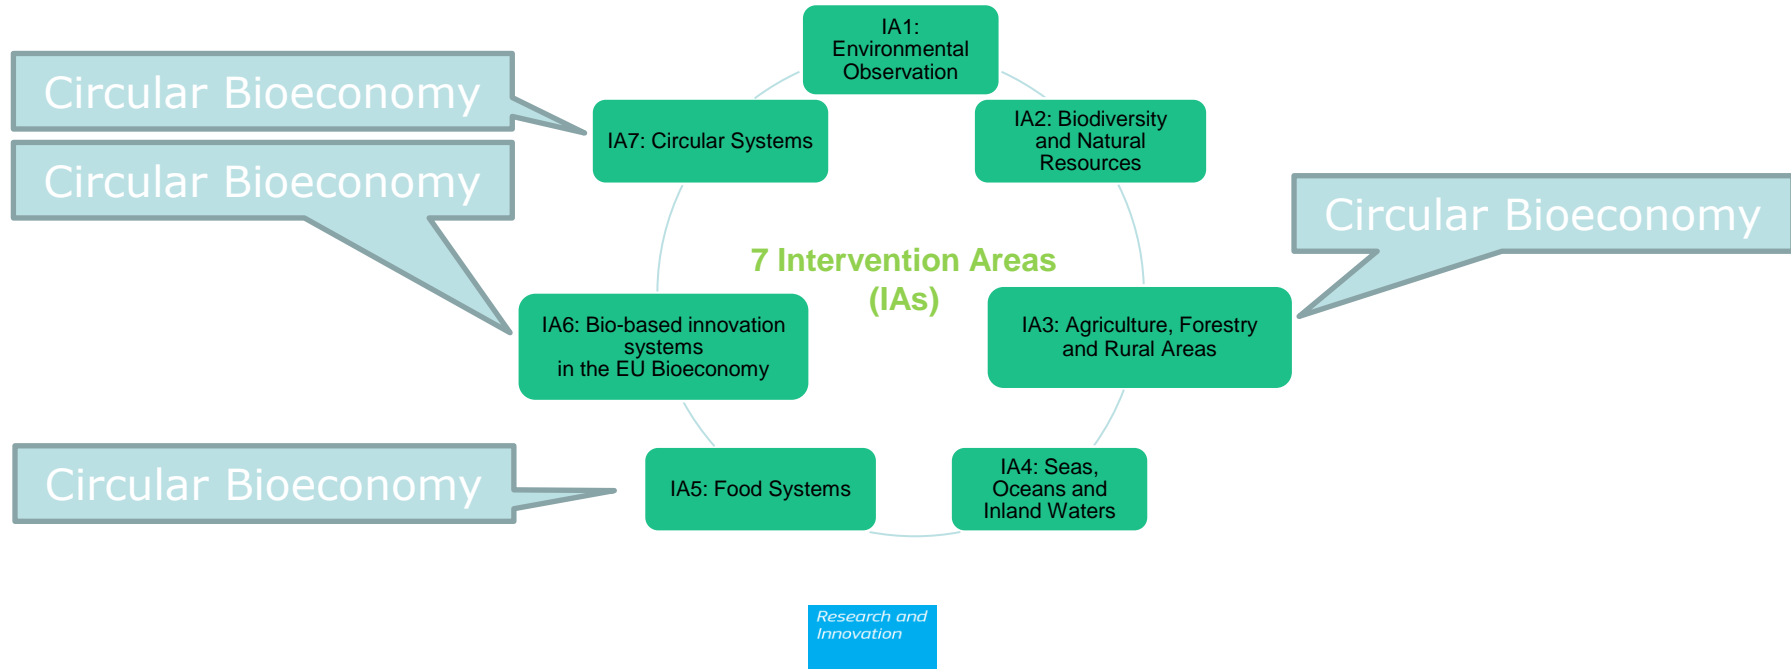 IA1:
Environmental
Observation
Circular Bioeconomy
IA7: Circular Systems
IA2: Biodiversity
and Natural
Resources
Circular Bioeconomy
Circular Bioeconomy
7 Intervention Areas
(IAs)
IA6: Bio-based innovation
systems
in the EU Bioeconomy
IA3: Agriculture, Forestry
and Rural Areas
Circular Bioeconomy
IA5: Food Systems
IA4: Seas,
Oceans and
Inland Waters
Research and
Innovation